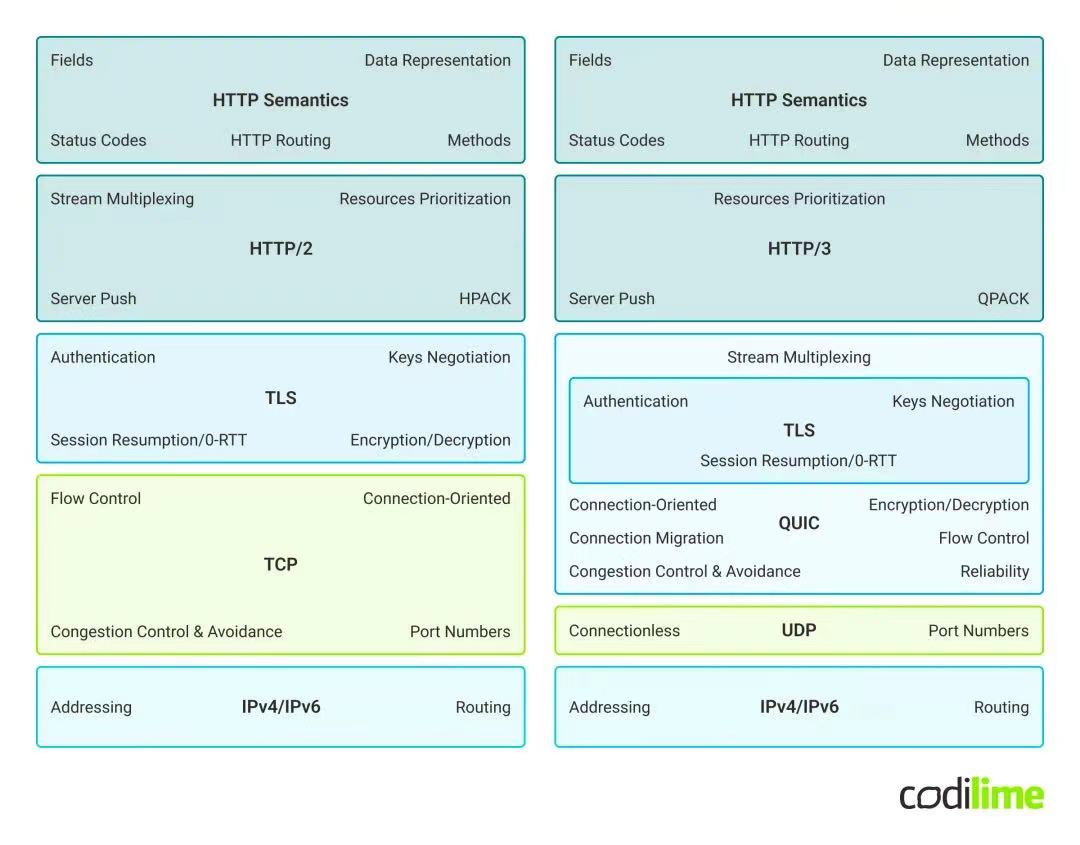 Fields Data Representation
HTTP Semantics
Status Codes HTTP Routing Methods
Stream Multiplexing Resources Prioritization
HTTP/2
Server Push HPACK
Authentication Keys Negotiation
TLS
Session Resumption/0-RTT Encryption/Decryption
Flow Control Connection-Oriented
TCP
Congestion Control & Avoidance Port Numbers
Addressing IPv4/IPv6 Routing
Fields Data Representation
HTTP Semantics
Status Codes HTTP Routing Methods
Resources Prioritization
HTTP/3
Server Push QPACK
Stream Multiplexing
Authentication Keys Negotiation
TLS
Session Resumption/0-RTT
Connection-Oriented Encryption/Decryption
QUIC
Connection Migration Flow Control
Congestion Control & Avoidance Reliability
Connectionless UDP Port Numbers
Addressing IPv4/IPv6 Routing
codilime